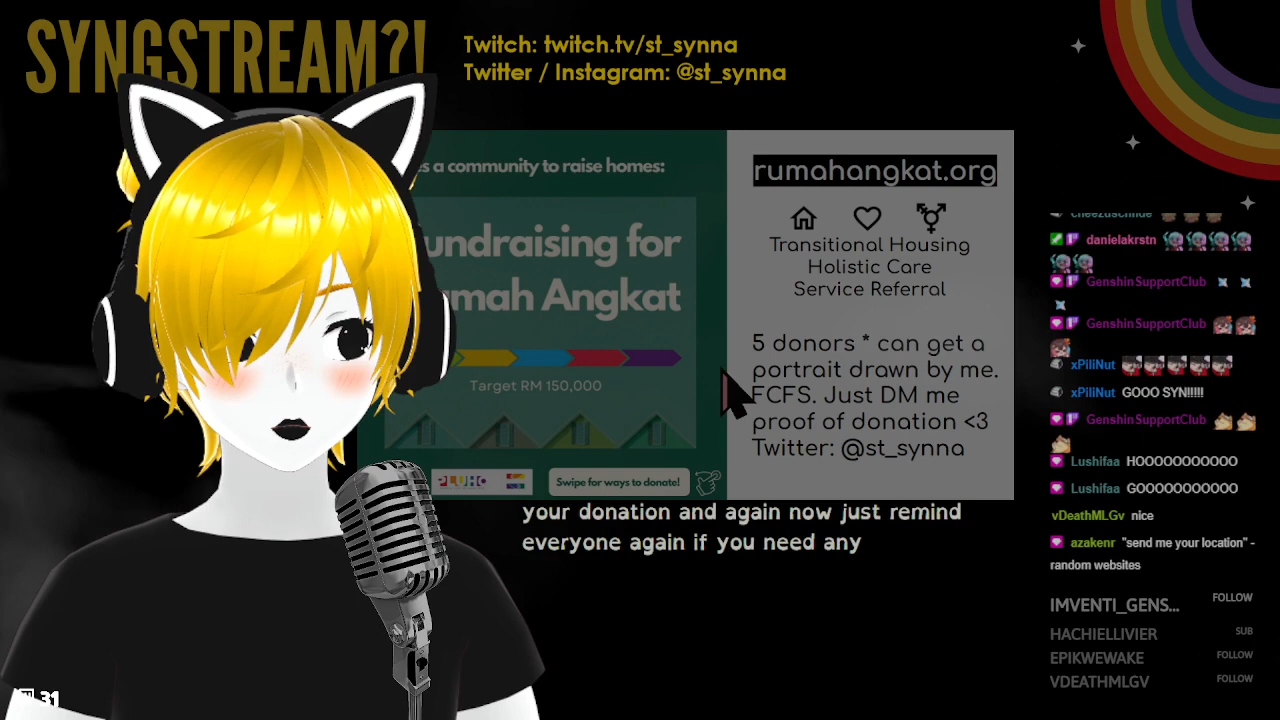 SYNGSTREAM?!
Twitch: twitch.tv/st_synna
Twitter / Instagram: @st_synna
a community to raise homes:
undraising for
mah Angkat
Target RM 150,000
PLUHO
Swipe for ways to donate!
rumahangkat.org
Transitional Housing
Holistic Care
Service Referral
5 donors * can get a
portrait drawn by me.
FCFS. Just DM me
proof of donation <3
Twitter: @st_synna
your donation and again now just remind
everyone again if you need any
danielakrstn
GenshinSupportClub
GenshinSupportClub
xPiliNut
xPiliNut GOOO SYN!!!!!
GenshinSupportClub
Lushifaa HOOOOOOOOOOO
Lushifaa GOOOOOOOOOOO
vDeathMLGv nice
azakenr "send me your location" -
random websites
IMVENTI_GENS... FOLLOW
HACHIELLIVIER SUB
EPIKWEWAKE FOLLOW
VDEATHMLGV FOLLOW
31